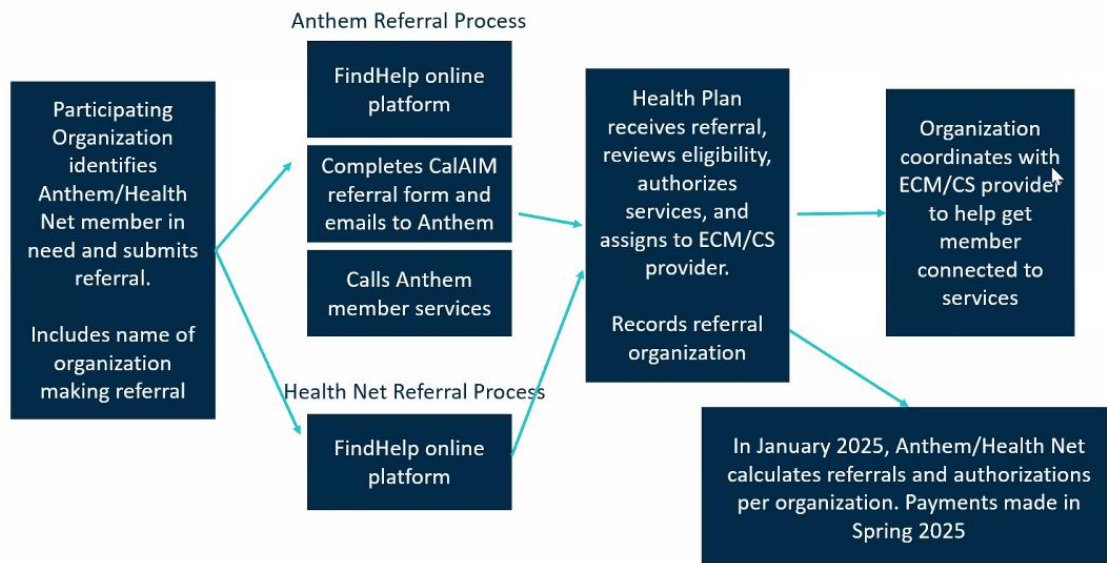 Anthem Referral Process
Participating
Organization
identifies
Anthem/Health
Net member in
need and submits
referral.
Includes name of
organization
making referral
FindHelp online
platform
Completes CalAIM
referral form and
emails to Anthem
Calls Anthem
member services
Health Net Referral Process
FindHelp online
platform
Health Plan
receives referral,
reviews eligibility,
authorizes
services, and
assigns to ECM/CS
provider.
Records referral
organization
Organization
coordinates with
ECM/CS provider
to help get
member
connected to
services
In January 2025, Anthem/Health Net
calculates referrals and authorizations
per organization. Payments made in
Spring 2025